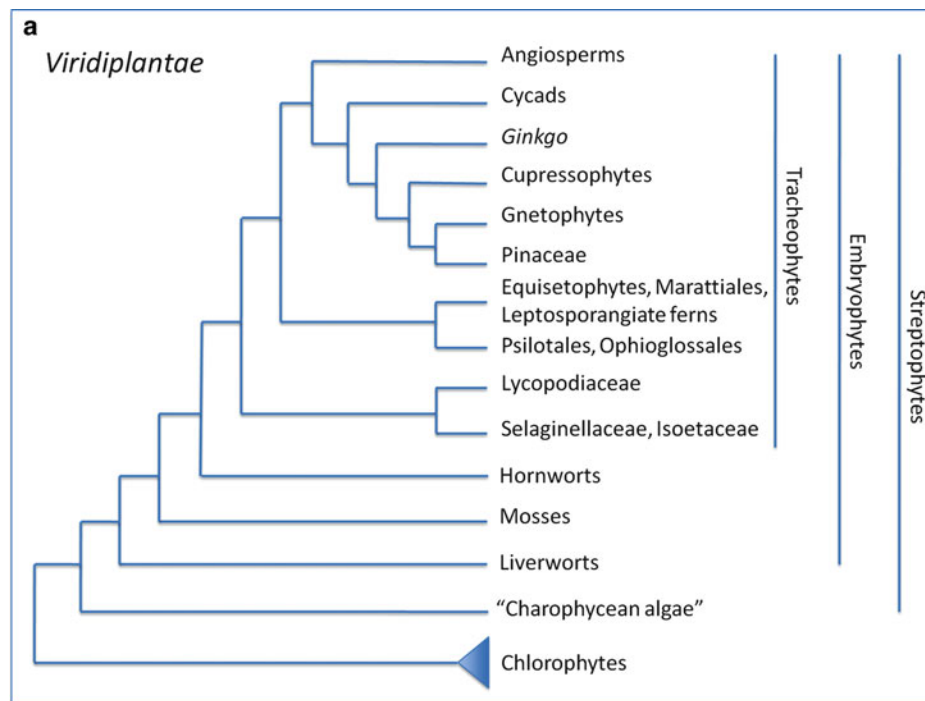 a
Viridiplantae
Angiosperms
Cycads
Ginkgo
Cupressophytes
Gnetophytes
Pinaceae
Equisetophytes, Marattiales,
Leptosporangiate ferns
Psilotales, Ophioglossales
Lycopodiaceae
Selaginellaceae, Isoetaceae
Hornworts
Mosses
Liverworts
“Charophycean algae”
Chlorophytes
Tracheophytes
Embryophytes
Streptophytes